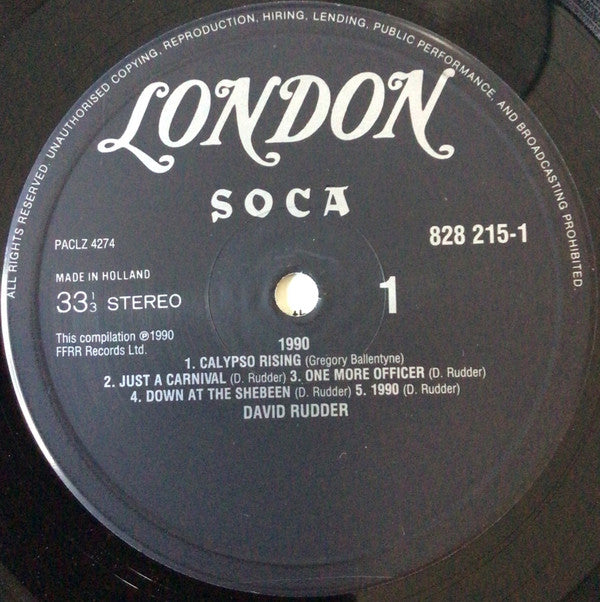 ALL RIGHTS RESERVED. UNAUTHORISED COPYING, REPRODUCTION, HIRING, LENDING, PUBLIC PERFORMANCE, AND BROADCASTING PROHIBITED.
LONDON
SOCA
PACLZ 4274
828 215-1
MADE IN HOLLAND
33⅓ STEREO
1
This compilation ℗1990
FFRR Records Ltd.
1990
1. CALYPSO RISING (Gregory Ballentyne)
2. JUST A CARNIVAL (D. Rudder) 3. ONE MORE OFFICER (D. Rudder)
4. DOWN AT THE SHEBEEN (D. Rudder) 5. 1990 (D. Rudder)
DAVID RUDDER